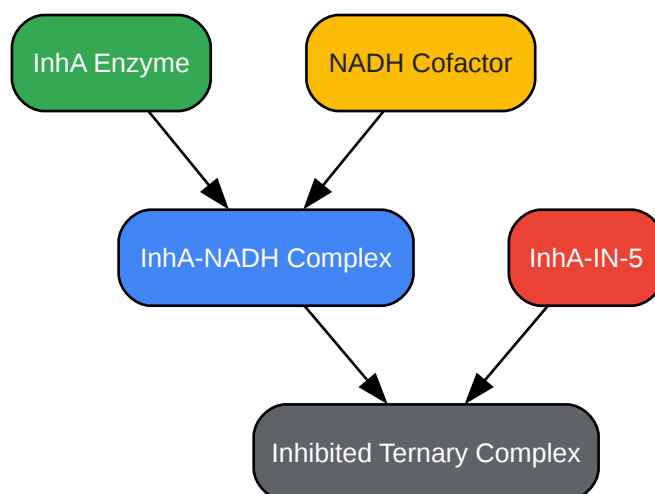 InhA Enzyme
NADH Cofactor
InhA-NADH Complex
InhA-IN-5
Inhibited Ternary Complex